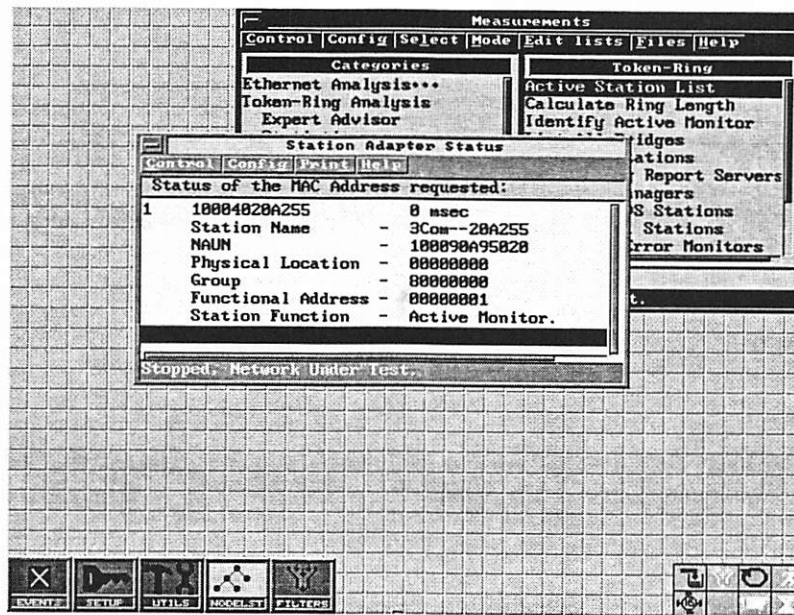 Measurements
Control Config Select Mode Edit lists Files Help
Categories
Ethernet Analysis•••
Token-Ring Analysis
Expert Advisor
Token-Ring
Active Station List
Calculate Ring Length
Identify Active Monitor
Bridges
ations
Report Servers
nagers
OS Stations
Stations
Error Monitors
t.
Station Adapter Status
Control Config Print Help
Status of the MAC Address requested:
1 10004020A255 0 msec
Station Name - 3Com--20A255
NAUN - 100090A95020
Physical Location - 00000000
Group - 80000000
Functional Address - 00000001
Station Function - Active Monitor.
Stopped. Network Under Test.
EVENTS SETUP UTILS NODELST FILTERS